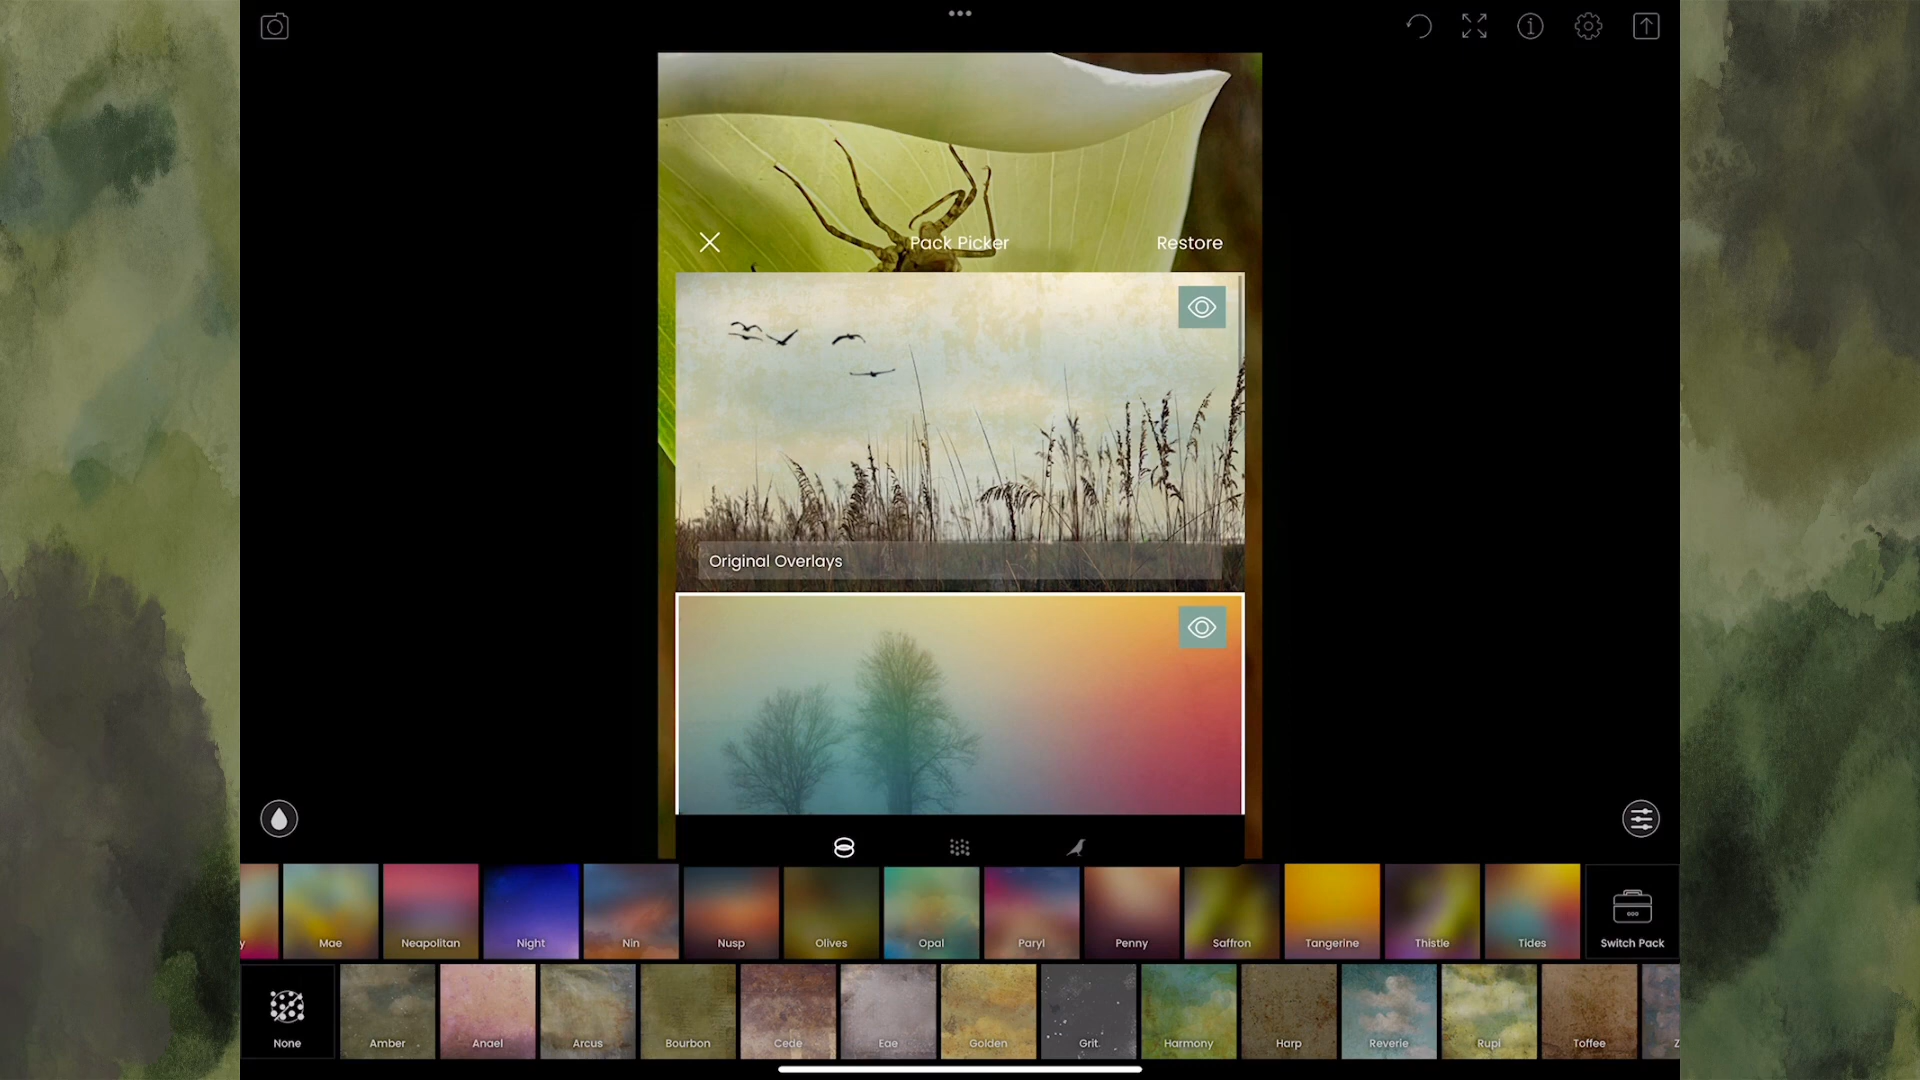 Pack Picker
Restore
Original Overlays
y
Mae
Neapolitan
Night
Nin
Nusp
Olives
Opal
Paryl
Penny
Saffron
Tangerine
Thistle
Tides
Switch Pack
None
Amber
Anael
Arcus
Bourbon
Cede
Eae
Golden
Grit
Harmony
Harp
Reverie
Rupi
Toffee
Z